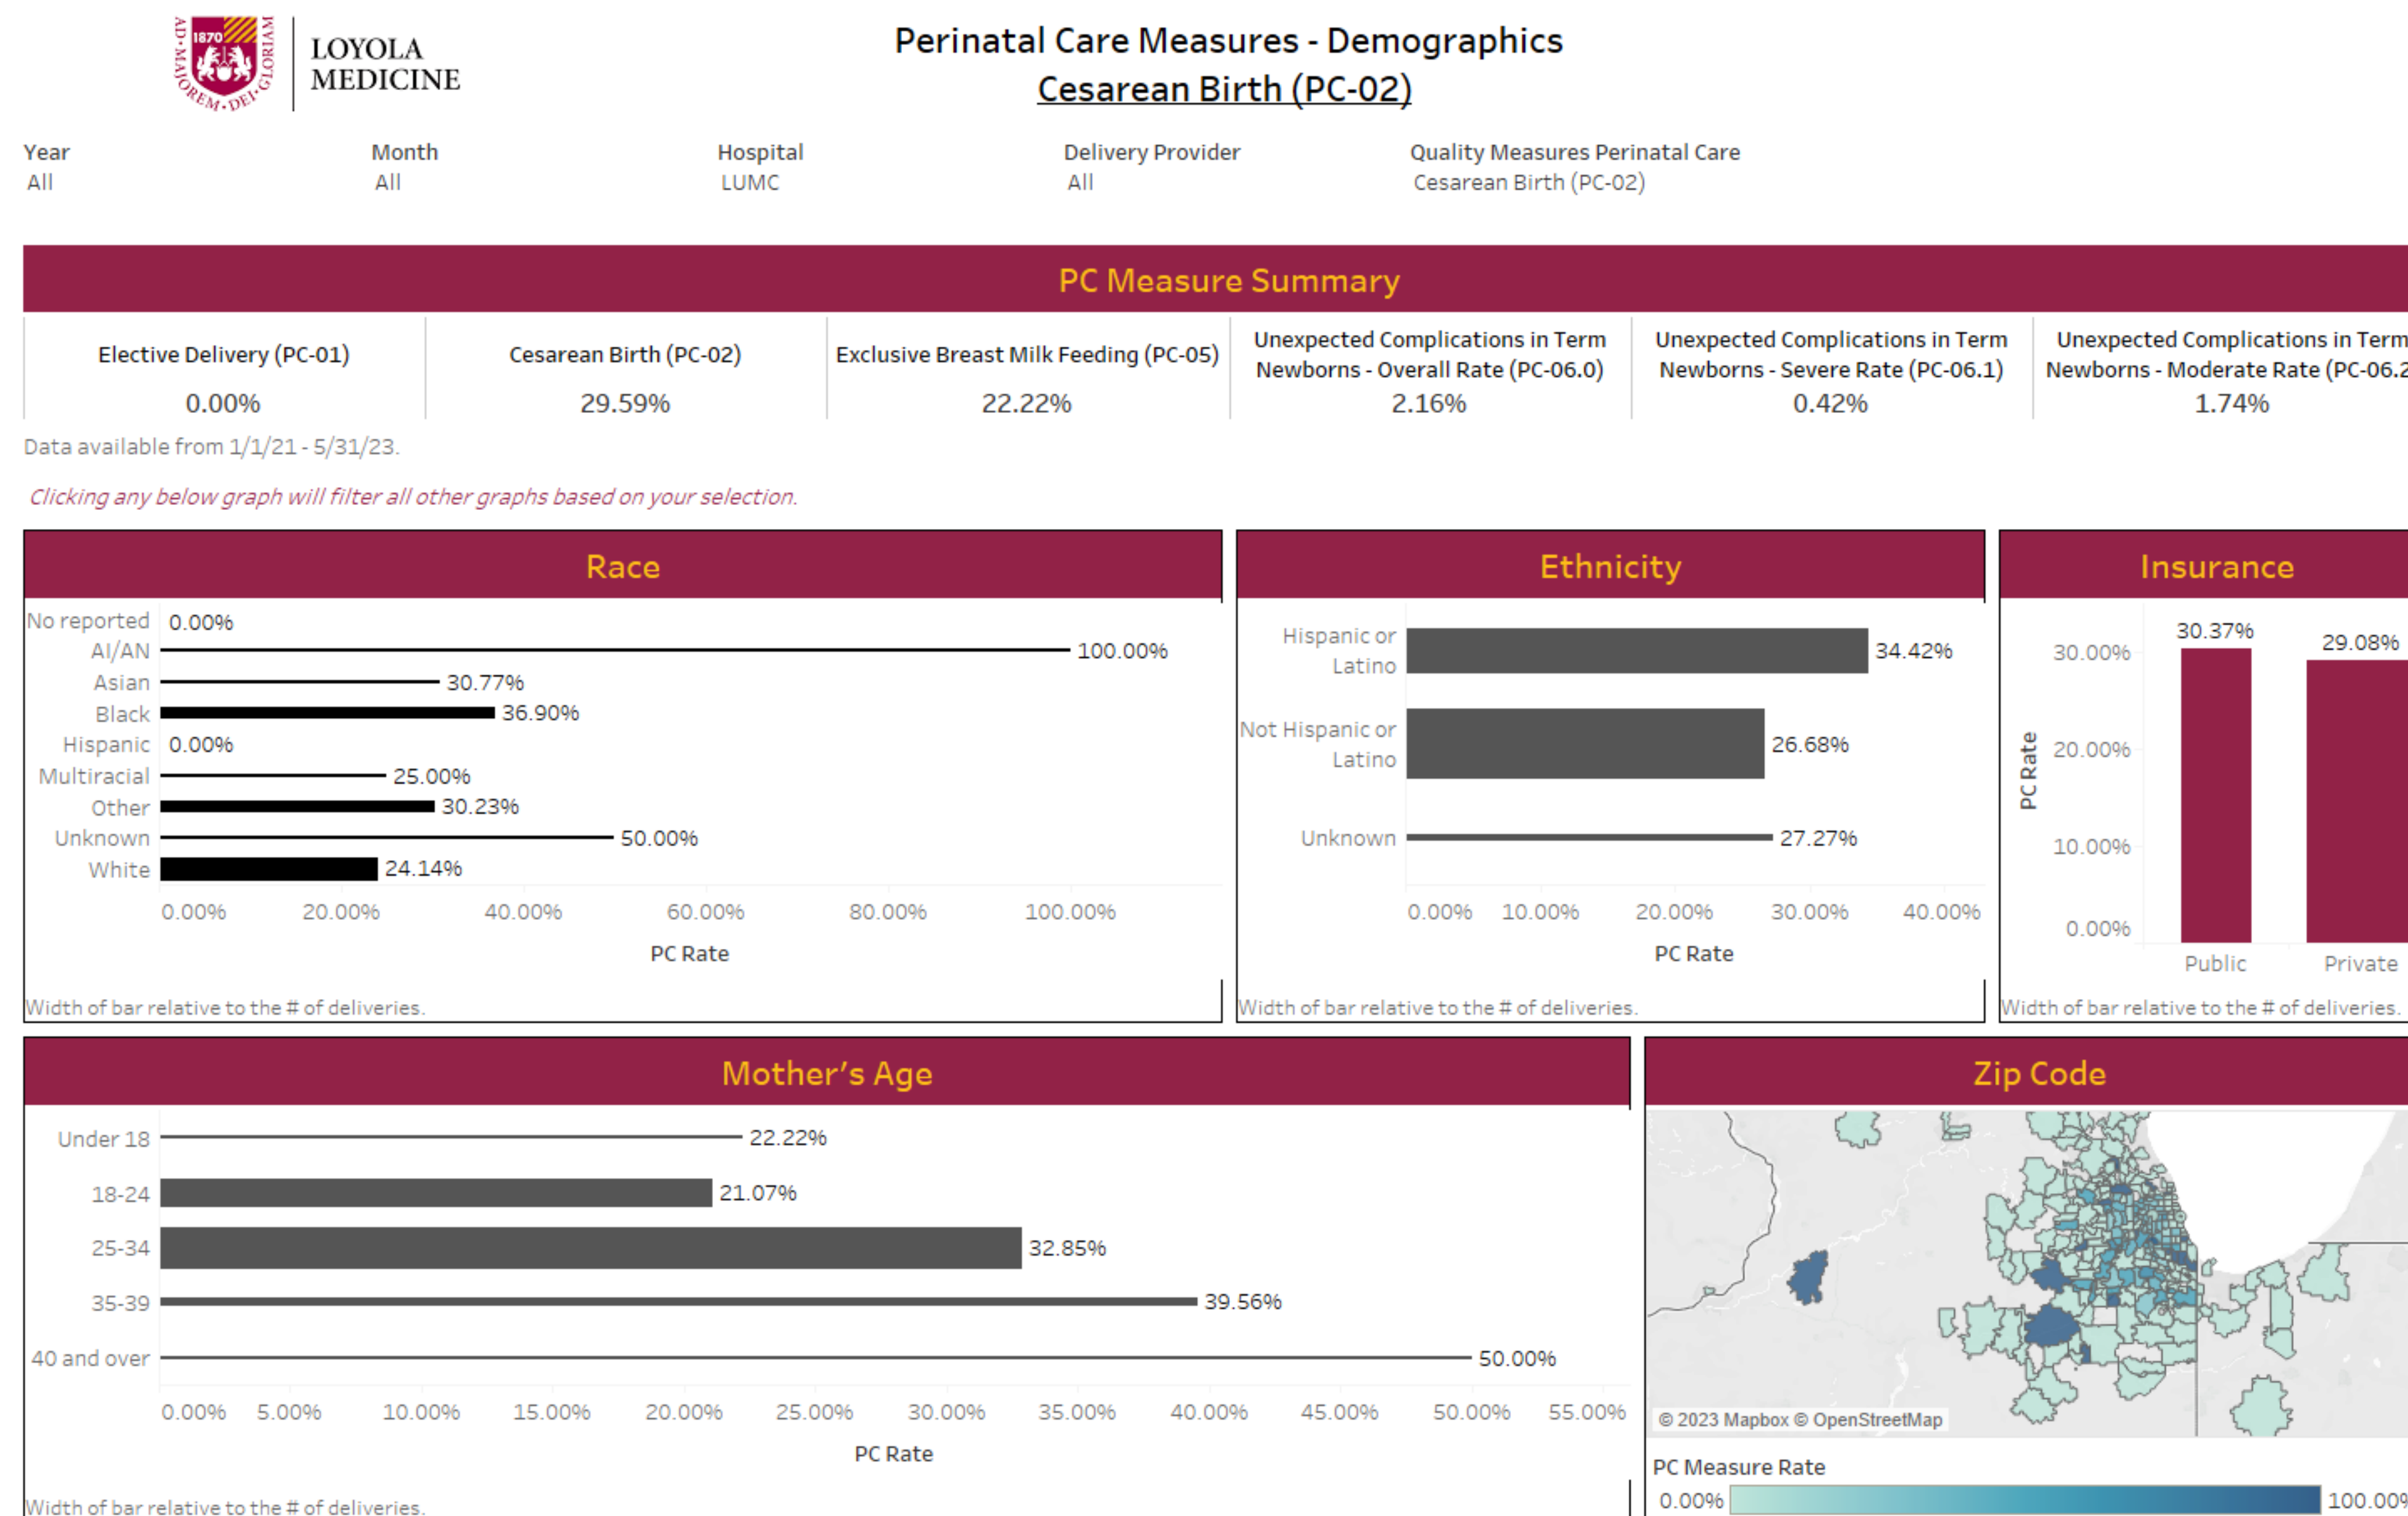 1870
AD·MAJOREM·DEI·GLORIAM
LOYOLA
MEDICINE
Perinatal Care Measures - Demographics
Cesarean Birth (PC-02)
Year
All
Month
All
Hospital
LUMC
Delivery Provider
All
Quality Measures Perinatal Care
Cesarean Birth (PC-02)
PC Measure Summary
Elective Delivery (PC-01)
0.00%
Cesarean Birth (PC-02)
29.59%
Exclusive Breast Milk Feeding (PC-05)
22.22%
Unexpected Complications in Term
Newborns - Overall Rate (PC-06.0)
2.16%
Unexpected Complications in Term
Newborns - Severe Rate (PC-06.1)
0.42%
Unexpected Complications in Term
Newborns - Moderate Rate (PC-06.2
1.74%
Data available from 1/1/21 - 5/31/23.
Clicking any below graph will filter all other graphs based on your selection.
Race
No reported 0.00%
AI/AN 100.00%
Asian 30.77%
Black 36.90%
Hispanic 0.00%
Multiracial 25.00%
Other 30.23%
Unknown 50.00%
White 24.14%
0.00% 20.00% 40.00% 60.00% 80.00% 100.00%
PC Rate
Width of bar relative to the # of deliveries.
Ethnicity
Hispanic or
Latino
34.42%
Not Hispanic or
Latino
26.68%
Unknown 27.27%
0.00% 10.00% 20.00% 30.00% 40.00%
PC Rate
Width of bar relative to the # of deliveries.
Insurance
30.37% 29.08%
30.00%
20.00%
10.00%
0.00%
PC Rate
Public Private
Width of bar relative to the # of deliveries.
Mother's Age
Under 18 22.22%
18-24 21.07%
25-34 32.85%
35-39 39.56%
40 and over 50.00%
0.00% 5.00% 10.00% 15.00% 20.00% 25.00% 30.00% 35.00% 40.00% 45.00% 50.00% 55.00%
PC Rate
Width of bar relative to the # of deliveries.
Zip Code
© 2023 Mapbox © OpenStreetMap
PC Measure Rate
0.00% 100.00%